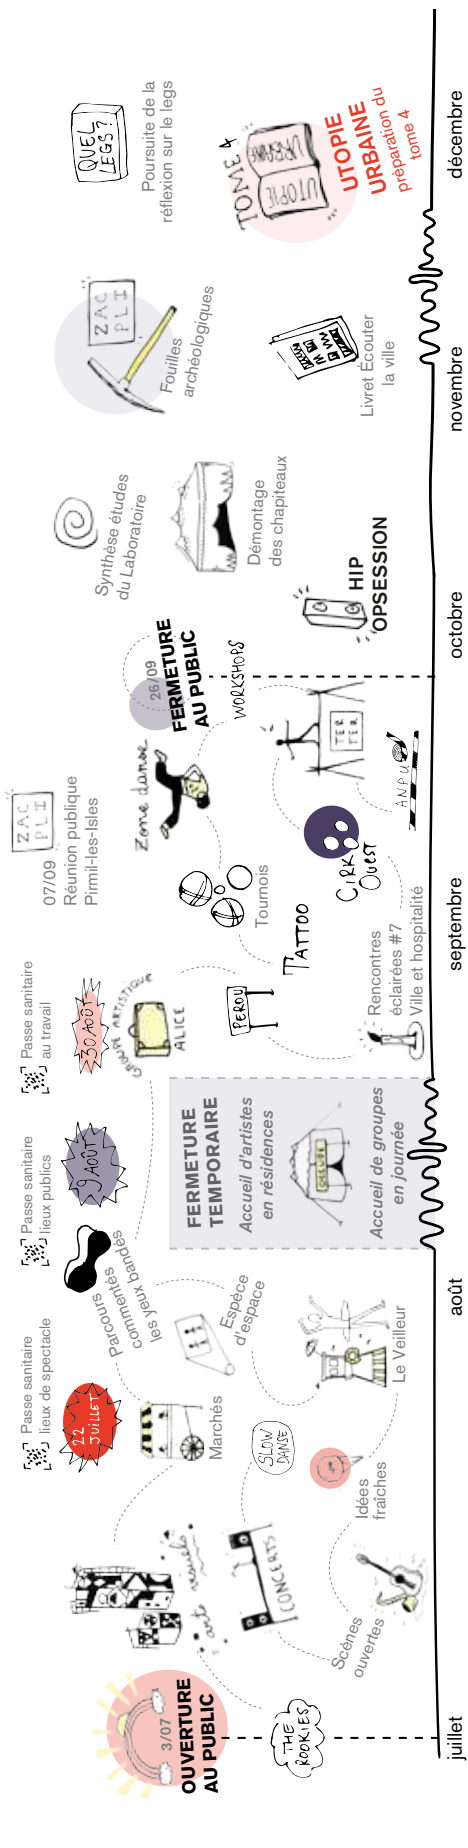 3/07
OUVERTURE
AU PUBLIC
THE
ROOKIES
arts visuels
CONCERTS
Scènes
ouvertes
Passe sanitaire
lieux de spectacle
22
JUILLET
Marchés
SLOW
DANSE
Idées
fraîches
Parcours
commentés
les yeux bandés
Espèce
d'espace
Le Veilleur
Passe sanitaire
lieux publics
9 AOÛT
FERMETURE
TEMPORAIRE
Accueil d'artistes
en résidences
Accueil de groupes
en journée
Passe sanitaire
au travail
30 AOÛT
GROUPE ARTISTIQUE
ALICE
PEROU
Rencontres
éclairées #7
Ville et hospitalité
TATTOO
Tournois
ZAC
PLI
07/09
Réunion publique
Pirmil-les-Isles
Zone danse
CIRK
OUEST
ANPU
TER
TER
WORKSHOPS
26/09
FERMETURE
AU PUBLIC
HIP
OPSESSION
Synthèse études
du Laboratoire
Démontage
des chapiteaux
ZAC
PLI
Fouilles
archéologiques
Livret Écouter
la ville
QUEL
LEGS?
Poursuite de la
réflexion sur le legs
TOME 4
UTOPIE
URBAINE
UTOPIE
URBAINE
préparation du
tome 4
juillet
août
septembre
octobre
novembre
décembre